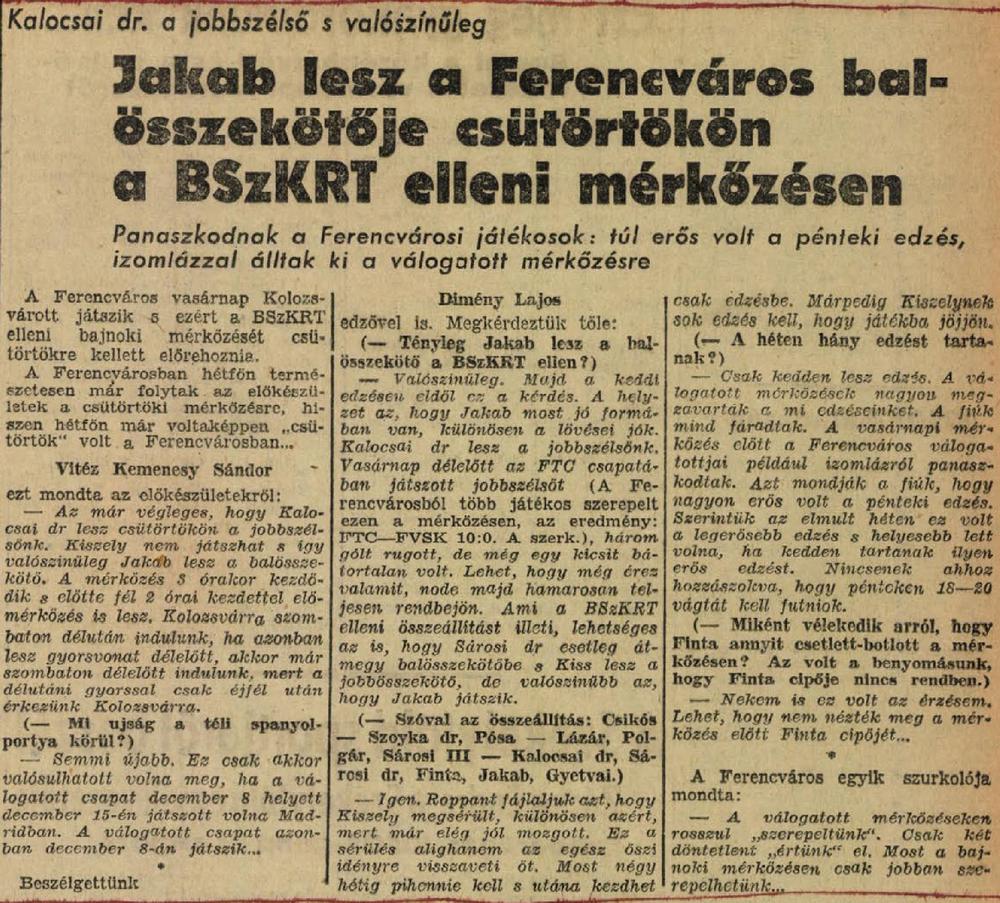 Kalocsai dr. a jobbszélső s valószínűleg
Jakab lesz a Ferencváros bal-
összekötője csütörtökön
a BSzKRT elleni mérkőzésen
Panaszkodnak a Ferencvárosi játékosok: túl erős volt a pénteki edzés,
izomlázzal álltak ki a válogatott mérkőzésre
A Ferencváros vasárnap Kolozs-
várott játszik s ezért a BSzKRT
elleni bajnoki mérkőzését csü-
törtökre kellett előrehoznia.
A Ferencvárosban hétfőn termé-
szetesen már folytak az előkészü-
letek a csütörtöki mérkőzésre, hi-
szen hétfőn már voltaképpen „csü-
törtök“ volt a Ferencvárosban...
Vitéz Kemenesy Sándor
ezt mondta az előkészületekről:
— Az már végleges, hogy Kalo-
csai dr lesz csütörtökön a jobbszél-
sőnk. Kiszely nem játszhat s így
valószinüleg Jakab lesz a balössze-
kötő. A mérkőzés 3 órakor kezdő-
dik s előtte fél 2 órai kezdettel elő-
mérkőzés is lesz. Kolozsvárra szom-
baton délután indulunk, ha azonban
lesz gyorsvonat délelőtt, akkor már
szombaton délelőtt indulunk, mert a
délutáni gyorssal csak éjfél után
érkezünk Kolozsvárra.
(— Mi ujság a téli spanyol-
portya körül?)
— Semmi újabb. Ez csak akkor
valósulhatott volna meg, ha a vá-
logatott csapat december 8 helyett
december 15-én játszott volna Mad-
ridban. A válogatott csapat azon-
ban december 8-án játszik...
*
Beszélgettünk
Dimény Lajos
edzővel is. Megkérdeztük tőle:
(— Tényleg Jakab lesz a bal-
összekötő a BSzKRT ellen?)
— Valószinüleg. Majd a keddi
edzésen eldől ez a kérdés. A hely-
zet az, hogy Jakab most jó formá-
ban van, különösen a lövései jók.
Kalocsai dr lesz a jobbszélsőnk.
Vasárnap délelőtt az FTC csapatá-
ban játszott jobbszélsőt (A Fe-
rencvárosból több játékos szerepelt
ezen a mérkőzésen, az eredmény:
FTC—FVSK 10:0. A szerk.), három
gólt rugott, de még egy kicsit bá-
tortalan volt. Lehet, hogy még érez
valamit, node majd hamarosan tel-
jesen rendbejön. Ami a BSzKRT
elleni összeállítást illeti, lehetséges
az is, hogy Sárosi dr esetleg át-
megy balösszekötőbe s Kiss lesz a
jobbösszekötő, de valószinübb az,
hogy Jakab játszik.
(— Szóval az összeállítás: Csikós
— Szoyka dr, Pósa — Lázár, Pol-
gár, Sárosi III — Kalocsai dr, Sá-
rosi dr, Finta, Jakab, Gyetvai.)
— Igen. Roppant fájlaljuk azt, hogy
Kiszely megsérült, különösen azért,
mert már elég jól mozgott. Ez a
sérülés alighanem az egész őszi
idényre visszaveti őt. Most négy
hétig pihennie kell s utána kezdhet
csak edzésbe. Márpedig Kiszelynek
sok edzés kell, hogy játékba jöjjön.
(— A héten hány edzést tarta-
nak?)
— Csak kedden lesz edzés. A vá-
logatott mérkőzések nagyon meg-
zavarták a mi edzéseinket. A fiúk
mind fáradtak. A vasárnapi mér-
kőzés előtt a Ferencváros váloga-
tottjai például izomlázról panasz-
kodtak. Azt mondják a fiúk, hogy
nagyon erős volt a pénteki edzés.
Szerintük az elmult héten ez volt
a legerősebb edzés s helyesebb lett
volna, ha kedden tartanak ilyen
erős edzést. Nincsenek ahhoz
hozzászokva, hogy pénteken 18—20
vágtát kell futniok.
(— Miként vélekedik arról, hogy
Finta annyit csetlett-botlott a mér-
kőzésen? Az volt a benyomásunk,
hogy Finta cipője nincs rendben.)
— Nekem is ez volt az érzésem.
Lehet, hogy nem nézték meg a mér-
kőzés előtt Finta cipőjét...
*
A Ferencváros egyik szurkolója
mondta:
— A válogatott mérkőzéseken
rosszul „szerepeltünk“. Csak két
döntetlent „értünk“ el. Most a baj-
noki mérkőzésen csak jobban sze-
repelhetünk...